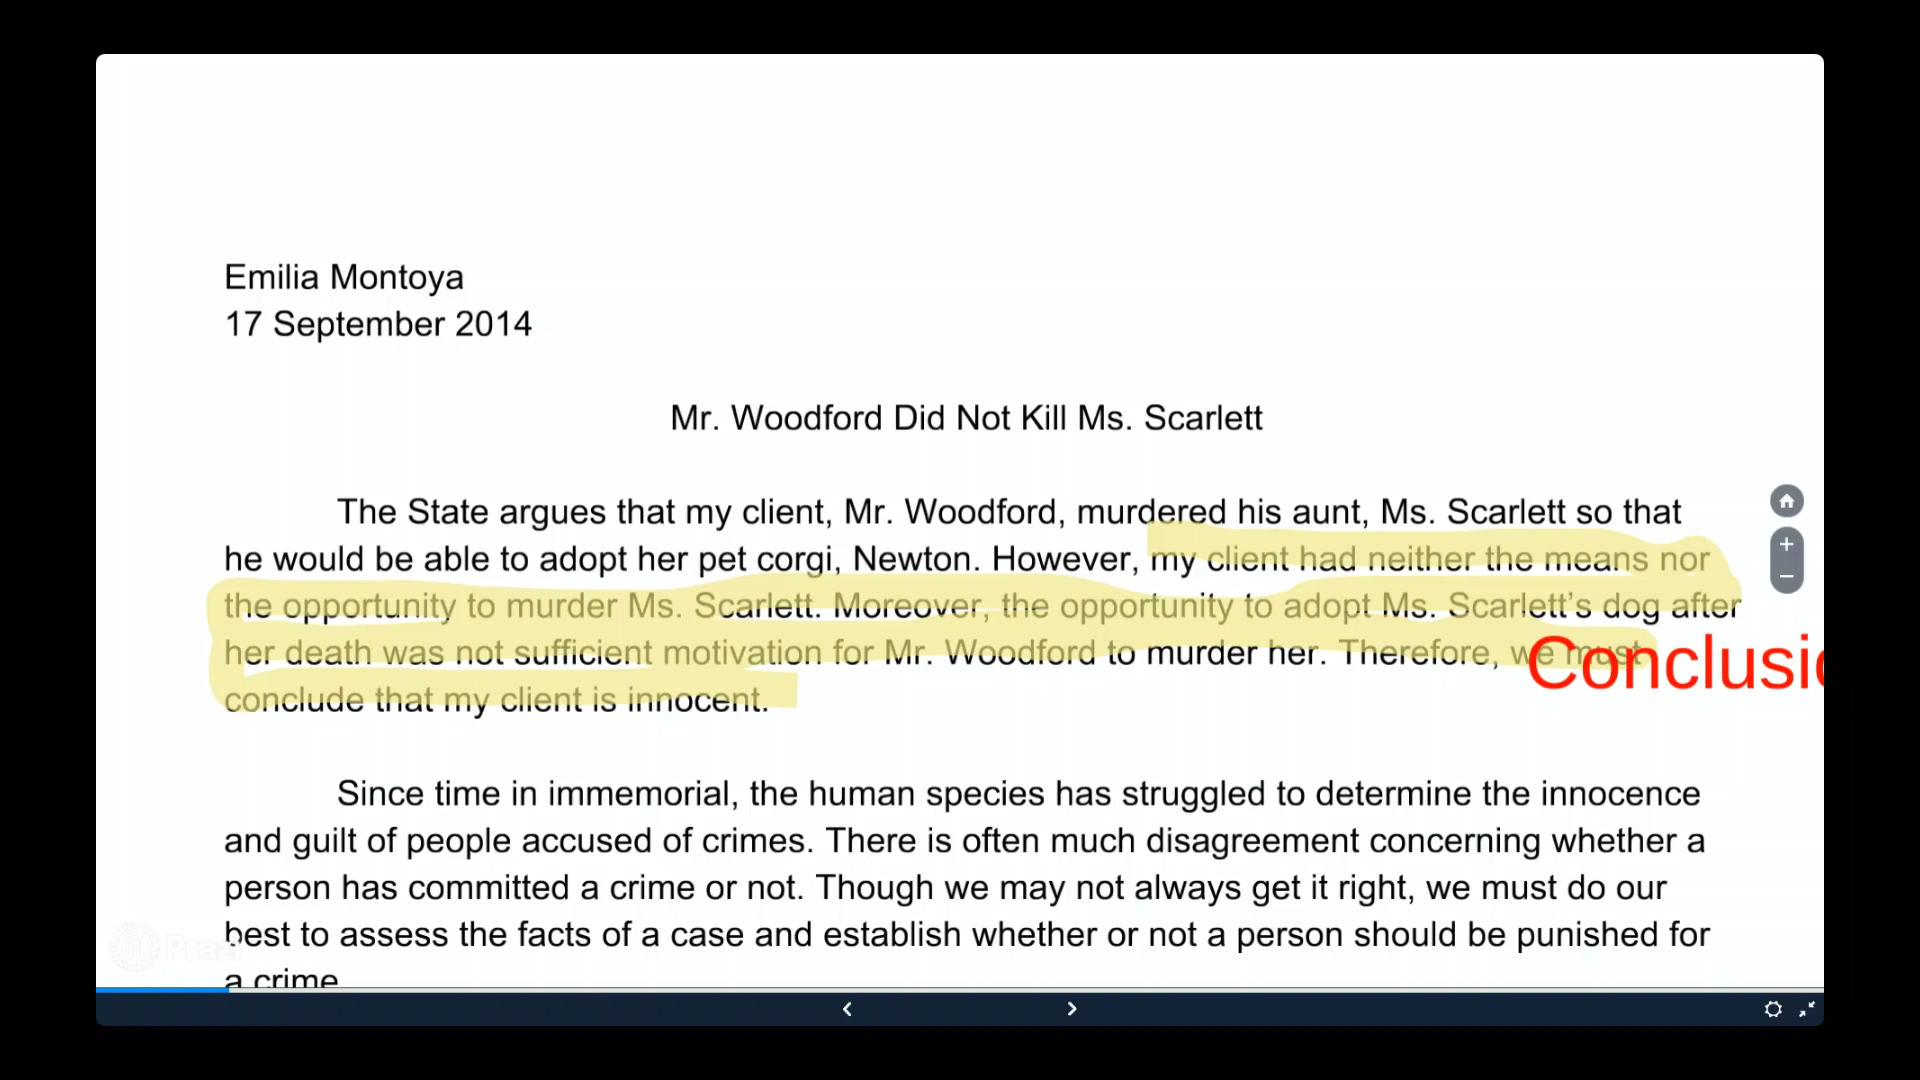 Emilia Montoya
17 September 2014
Mr. Woodford Did Not Kill Ms. Scarlett
The State argues that my client, Mr. Woodford, murdered his aunt, Ms. Scarlett so that
he would be able to adopt her pet corgi, Newton. However, my client had neither the means nor
the opportunity to murder Ms. Scarlett. Moreover, the opportunity to adopt Ms. Scarlett's dog after
her death was not sufficient motivation for Mr. Woodford to murder her. Therefore, we must
conclude that my client is innocent.
Since time in immemorial, the human species has struggled to determine the innocence
and guilt of people accused of crimes. There is often much disagreement concerning whether a
person has committed a crime or not. Though we may not always get it right, we must do our
best to assess the facts of a case and establish whether or not a person should be punished for
a crime
Prezi